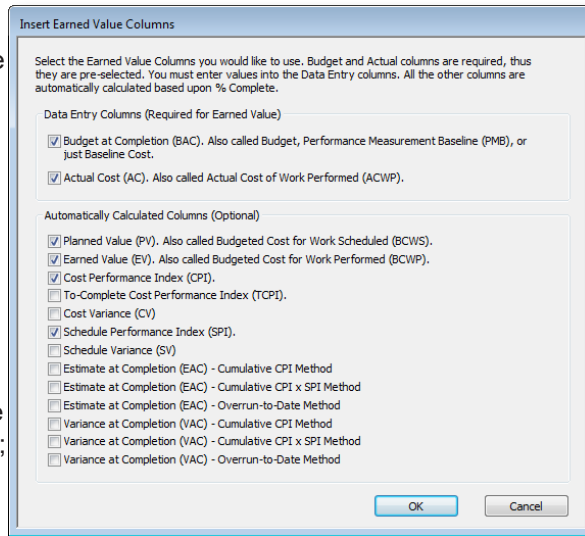 Insert Earned Value Columns
e
Select the Earned Value Columns you would like to use. Budget and Actual columns are required, thus
they are pre-selected. You must enter values into the Data Entry columns. All the other columns are
automatically calculated based upon % Complete.
Data Entry Columns (Required for Earned Value)
Budget at Completion (BAC). Also called Budget, Performance Measurement Baseline (PMB), or
just Baseline Cost.
Actual Cost (AC). Also called Actual Cost of Work Performed (ACWP).
Automatically Calculated Columns (Optional)
Planned Value (PV). Also called Budgeted Cost for Work Scheduled (BCWS).
Earned Value (EV). Also called Budgeted Cost for Work Performed (BCWP).
Cost Performance Index (CPI).
To-Complete Cost Performance Index (TCPI).
Cost Variance (CV)
Schedule Performance Index (SPI).
Schedule Variance (SV)
Estimate at Completion (EAC) - Cumulative CPI Method
Estimate at Completion (EAC) - Cumulative CPI x SPI Method
Estimate at Completion (EAC) - Overrun-to-Date Method
e
Variance at Completion (VAC) - Cumulative CPI Method
;
Variance at Completion (VAC) - Cumulative CPI x SPI Method
Variance at Completion (VAC) - Overrun-to-Date Method
OK
Cancel